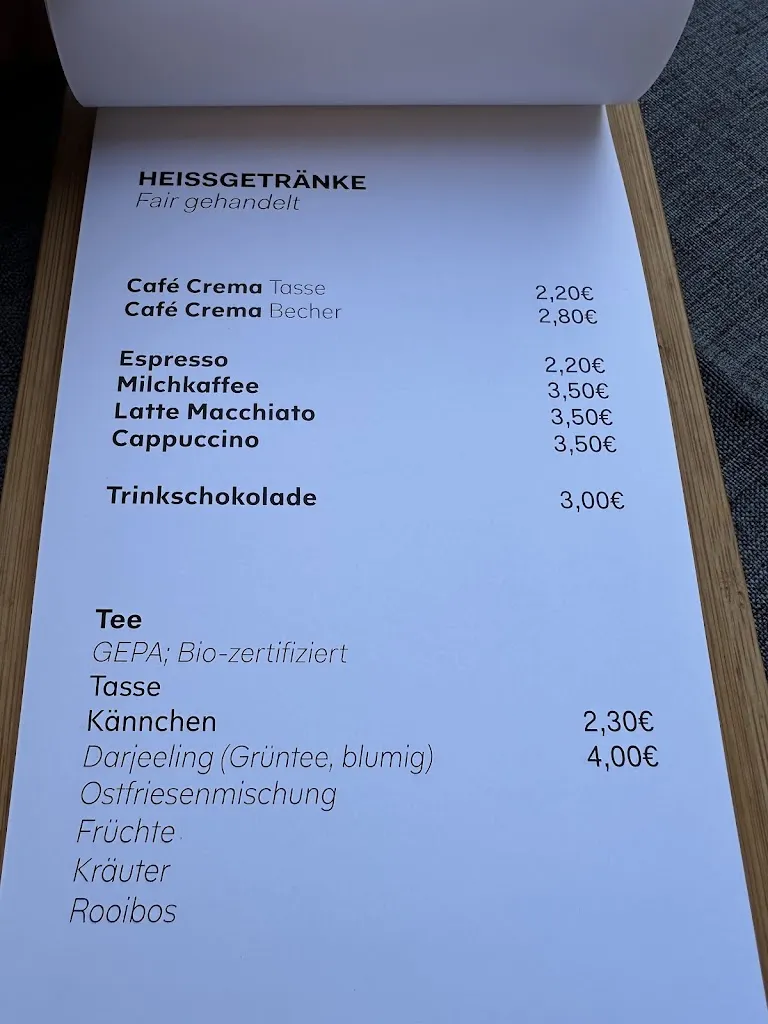 HEISSGETRÄNKE
Fair gehandelt
Café Crema Tasse 2,20€
Café Crema Becher 2,80€
Espresso 2,20€
Milchkaffee 3,50€
Latte Macchiato 3,50€
Cappuccino 3,50€
Trinkschokolade 3,00€
Tee
GEPA; Bio-zertifiziert
Tasse
Kännchen 2,30€
Darjeeling (Grüntee, blumig) 4,00€
Ostfriesenmischung
Früchte
Kräuter
Rooibos